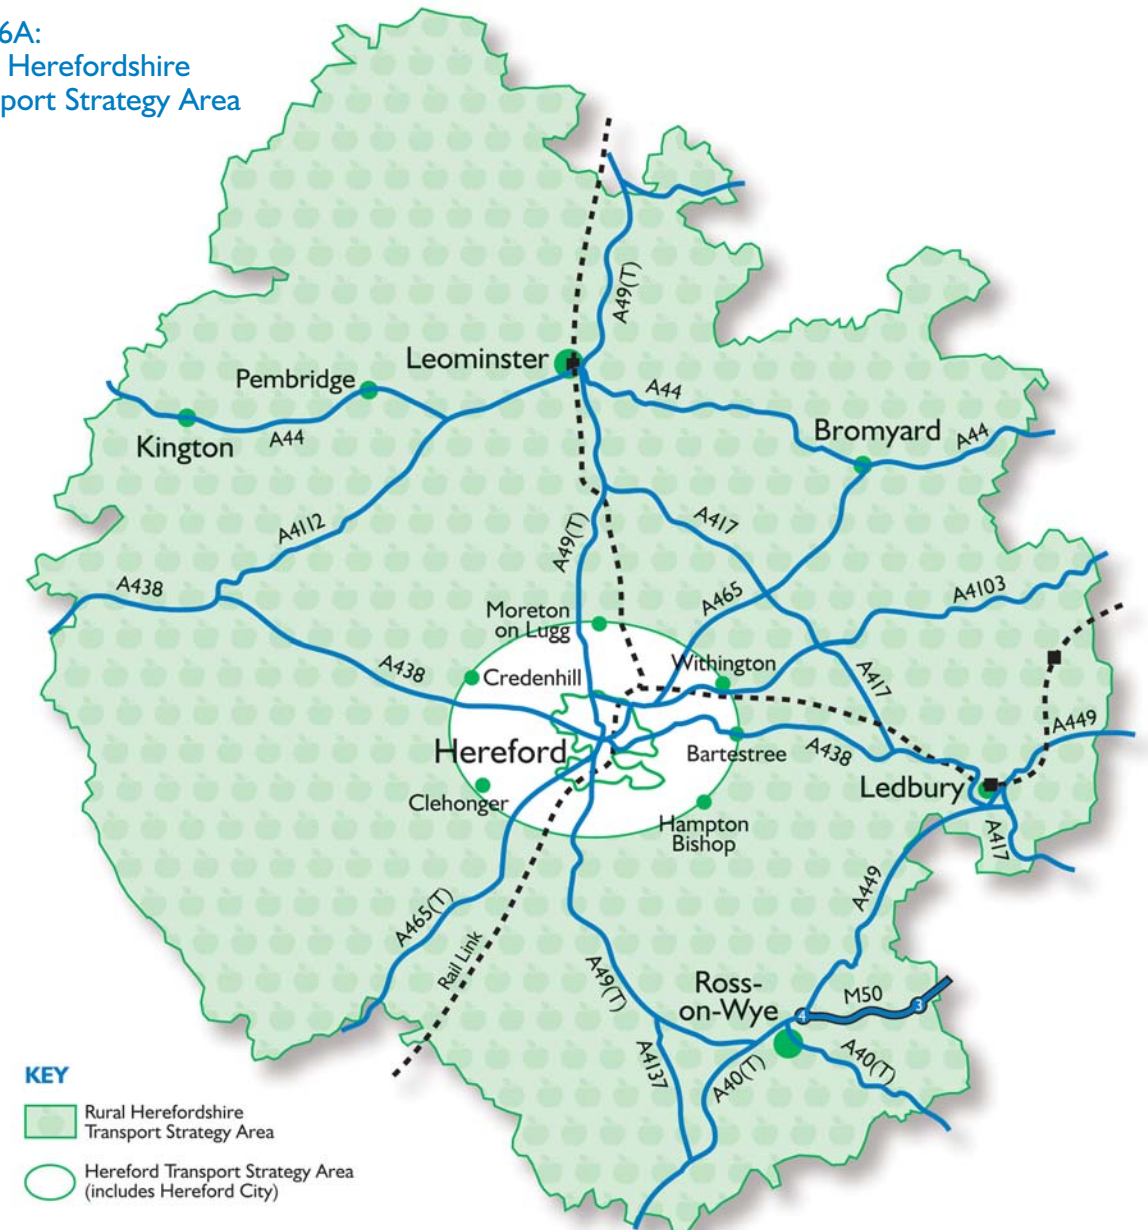 6A:
Herefordshire
port Strategy Area
A49(T)
Leominster
Pembridge
A44
Kington
A44
Bromyard
A44
A4112
A49(T)
A417
A438
A465
A4103
Moreton
on Lugg
Withington
Credenhill
A438
A417
A449
Hereford
Bartestree
A438
Ledbury
Clehonger
Hampton
Bishop
A417
A449
A465(T)
Rail Link
A49(T)
Ross-
on-Wye
M50
4
3
A4137
A40(T)
A40(T)
KEY
Rural Herefordshire
Transport Strategy Area
Hereford Transport Strategy Area
(includes Hereford City)